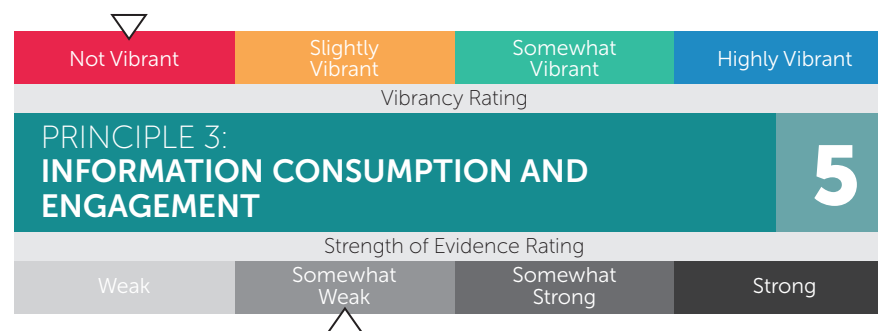 Not Vibrant
Slightly
Vibrant
Somewhat
Vibrant
Highly Vibrant
Vibrancy Rating
PRINCIPLE 3:
INFORMATION CONSUMPTION AND
ENGAGEMENT
5
Strength of Evidence Rating
Weak
Somewhat
Weak
Somewhat
Strong
Strong